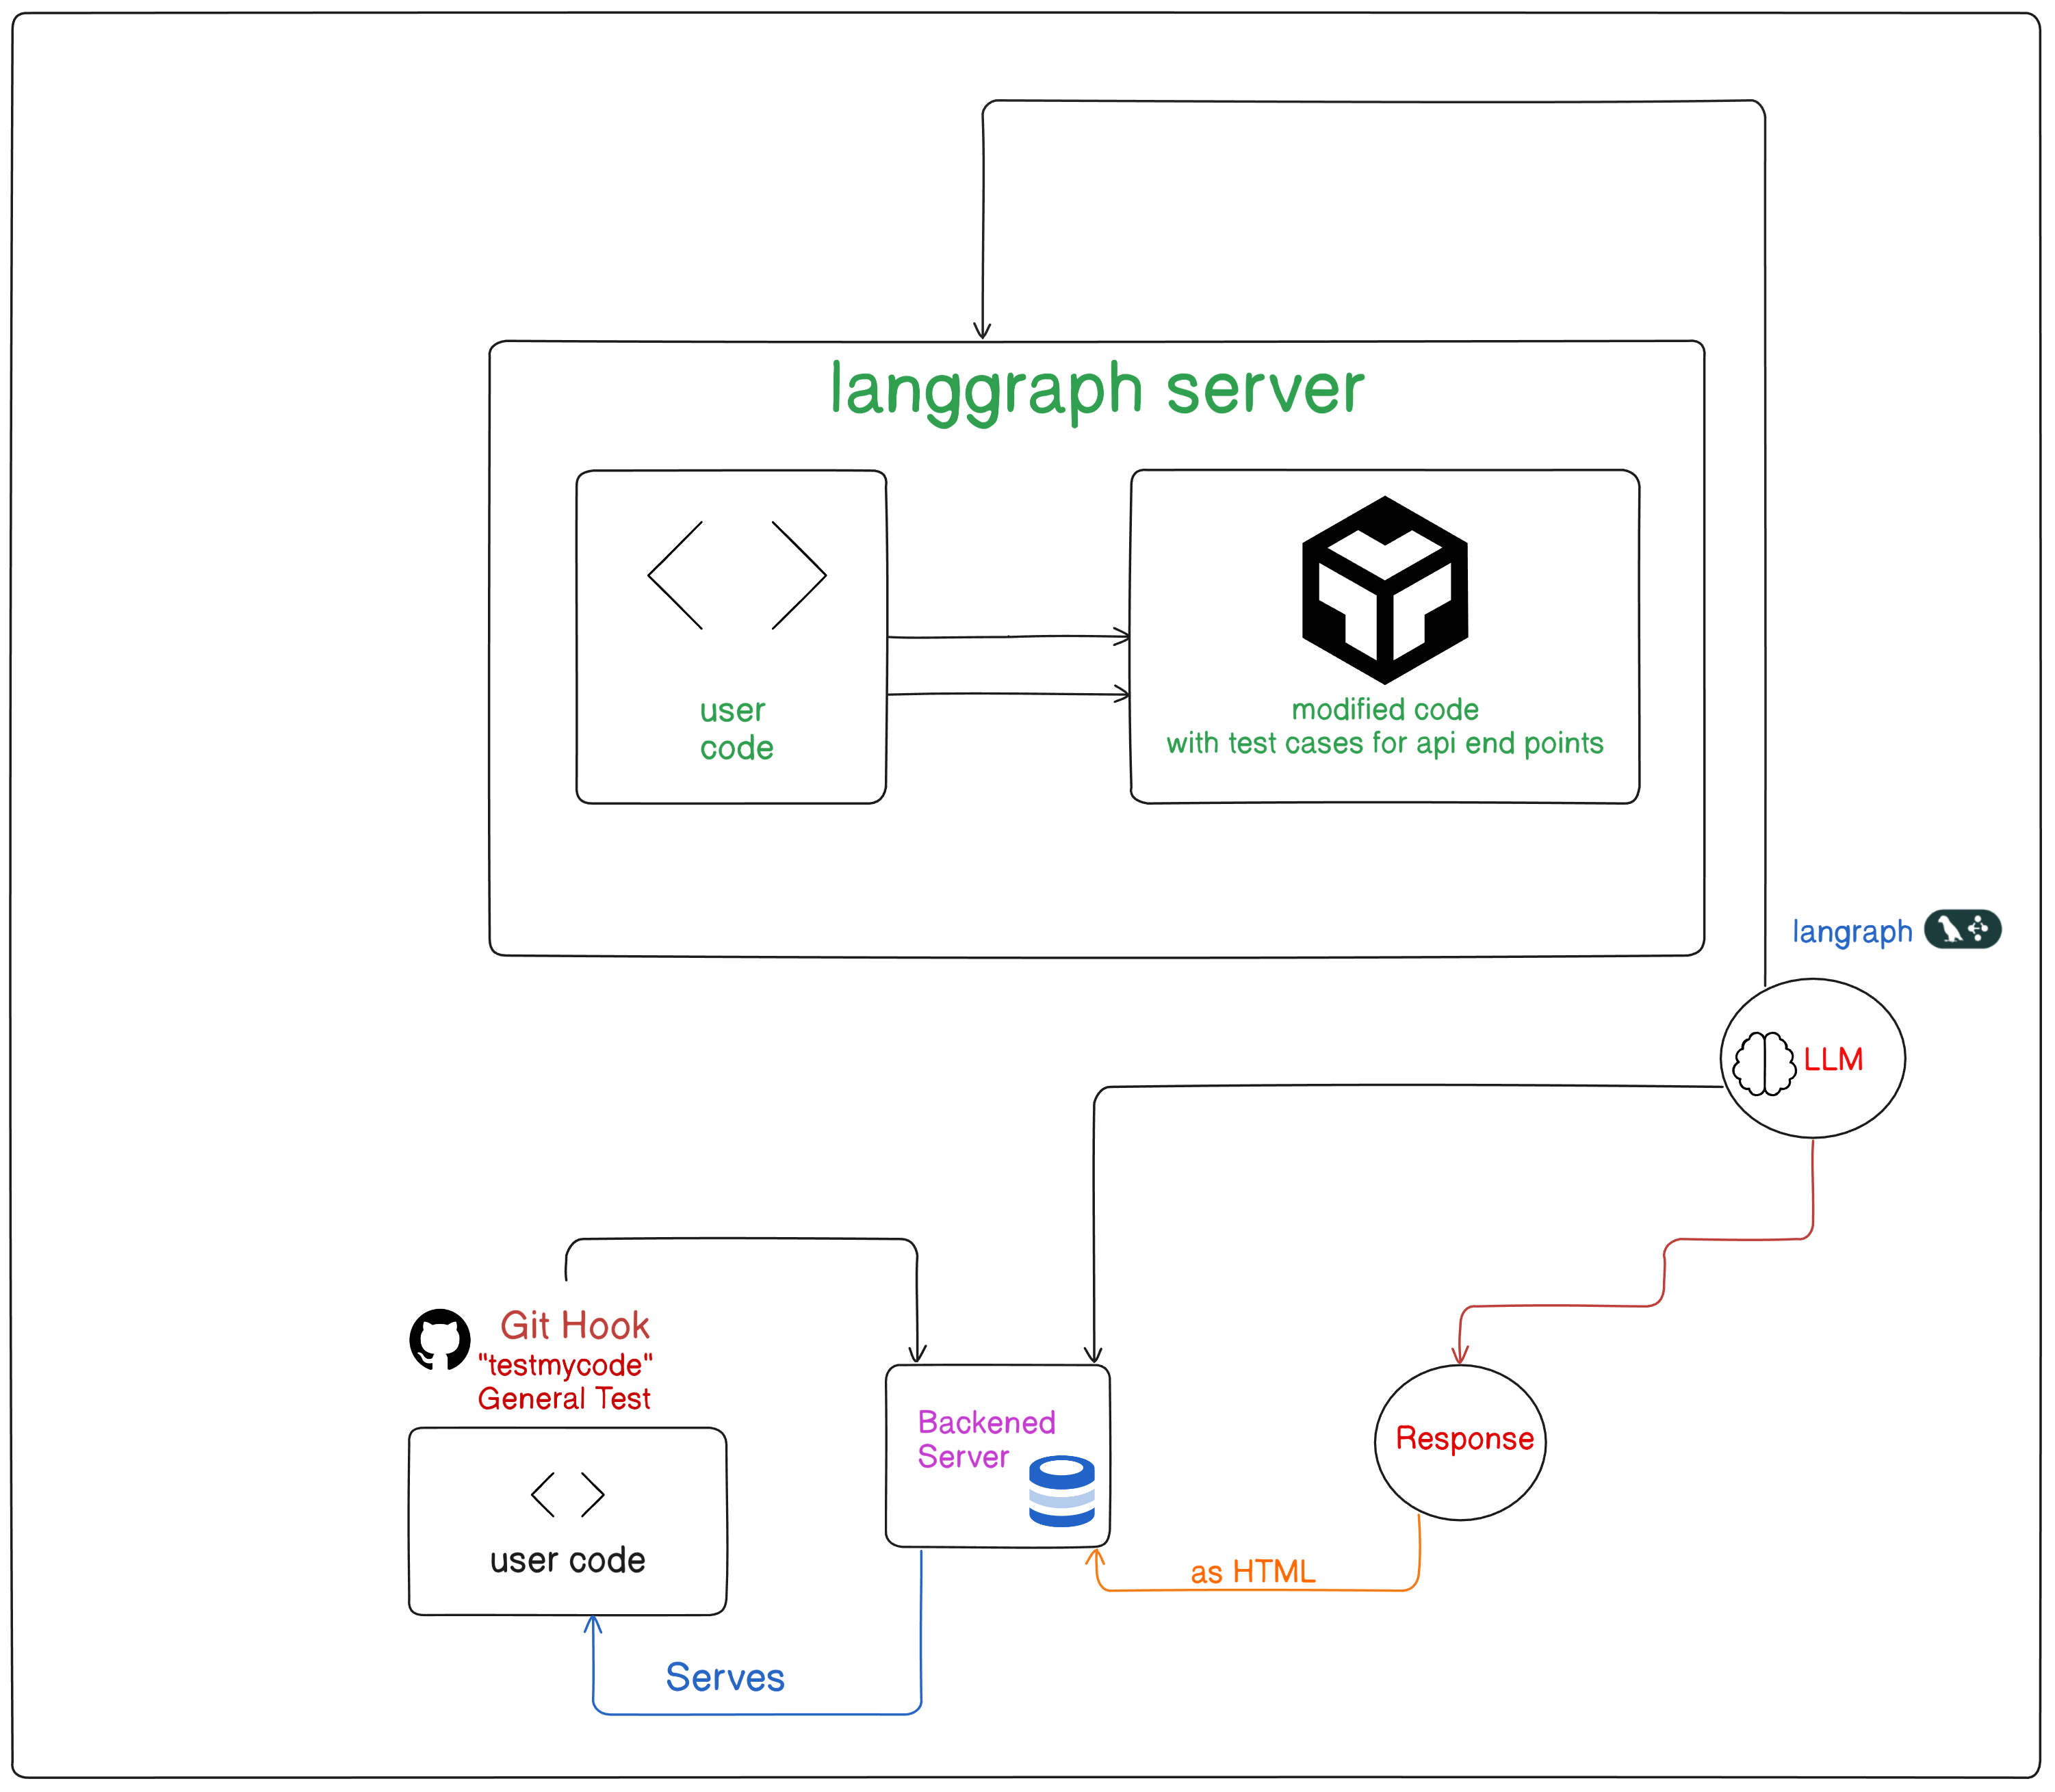 langgraph server
user
code
modified code
with test cases for api end points
langraph
LLM
Git Hook
"testmycode"
General Test
user code
Backened
Server
Response
as HTML
Serves